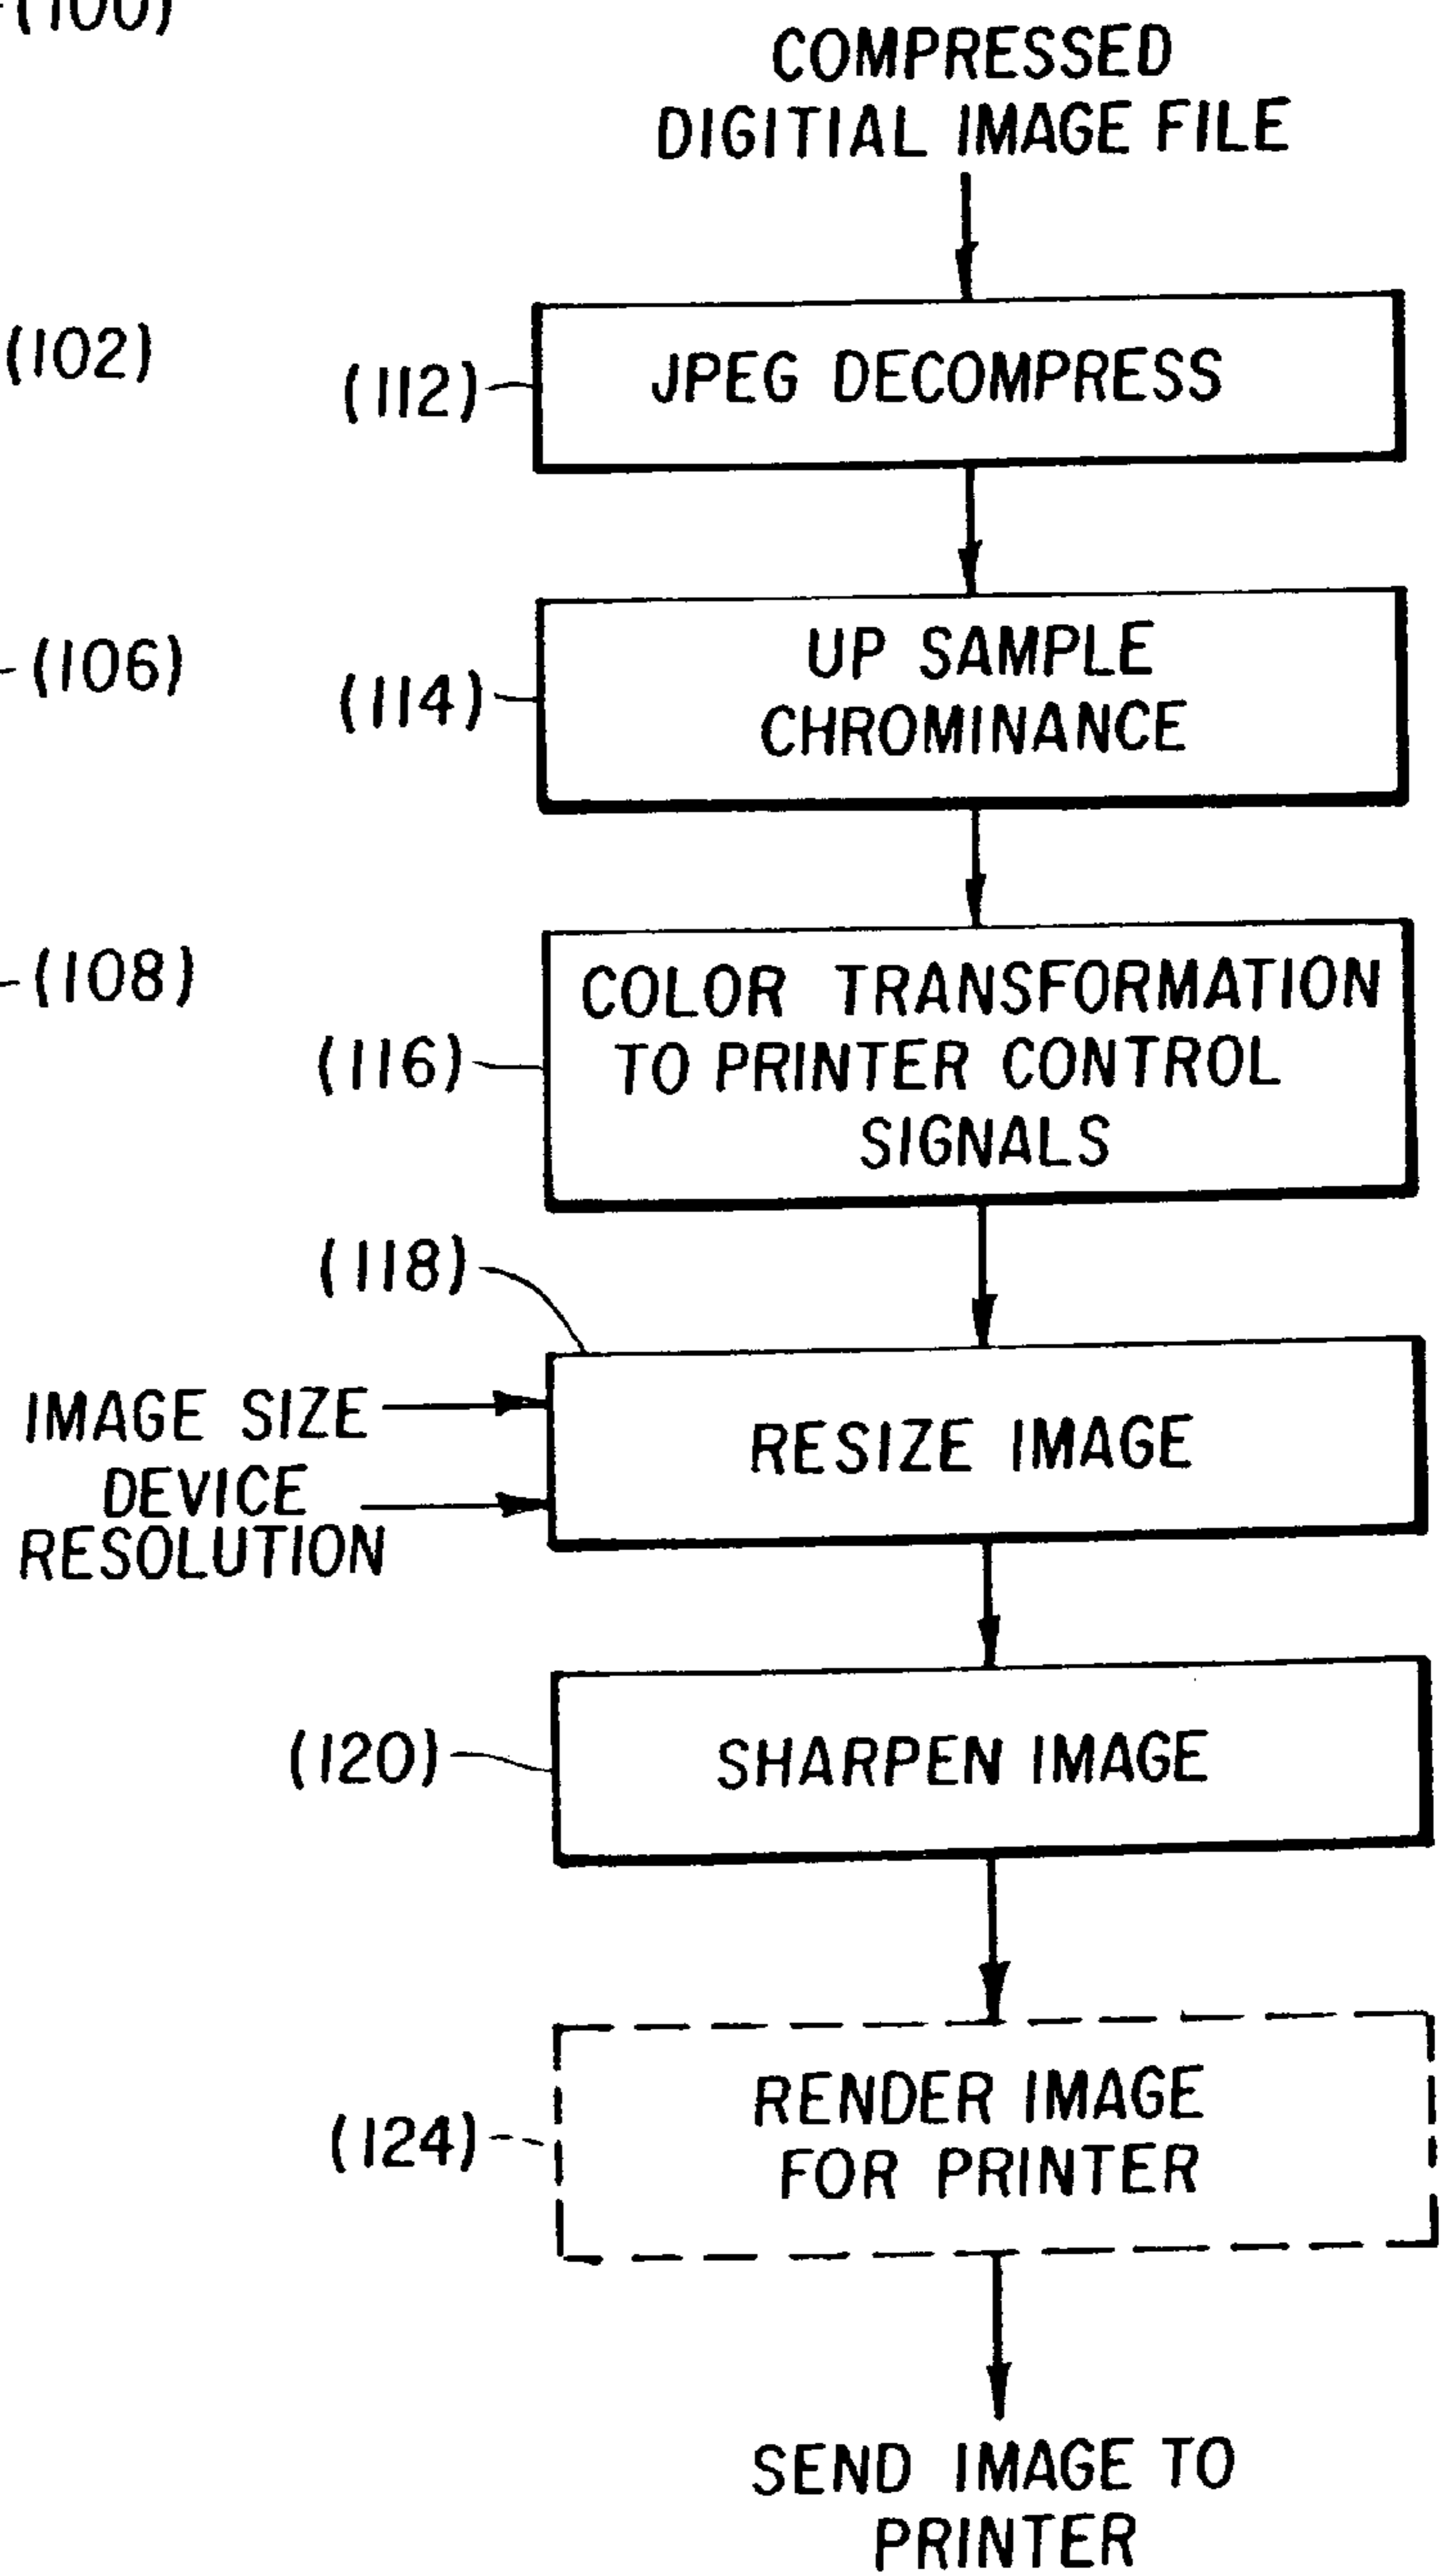 (100)
COMPRESSED
DIGITIAL IMAGE FILE
(102)
(112)
JPEG DECOMPRESS
(106)
(114)
UP SAMPLE
CHROMINANCE
(108)
(116)
COLOR TRANSFORMATION
TO PRINTER CONTROL
SIGNALS
(118)
IMAGE SIZE
DEVICE
RESOLUTION
RESIZE IMAGE
(120)
SHARPEN IMAGE
(124)
RENDER IMAGE
FOR PRINTER
SEND IMAGE TO
PRINTER